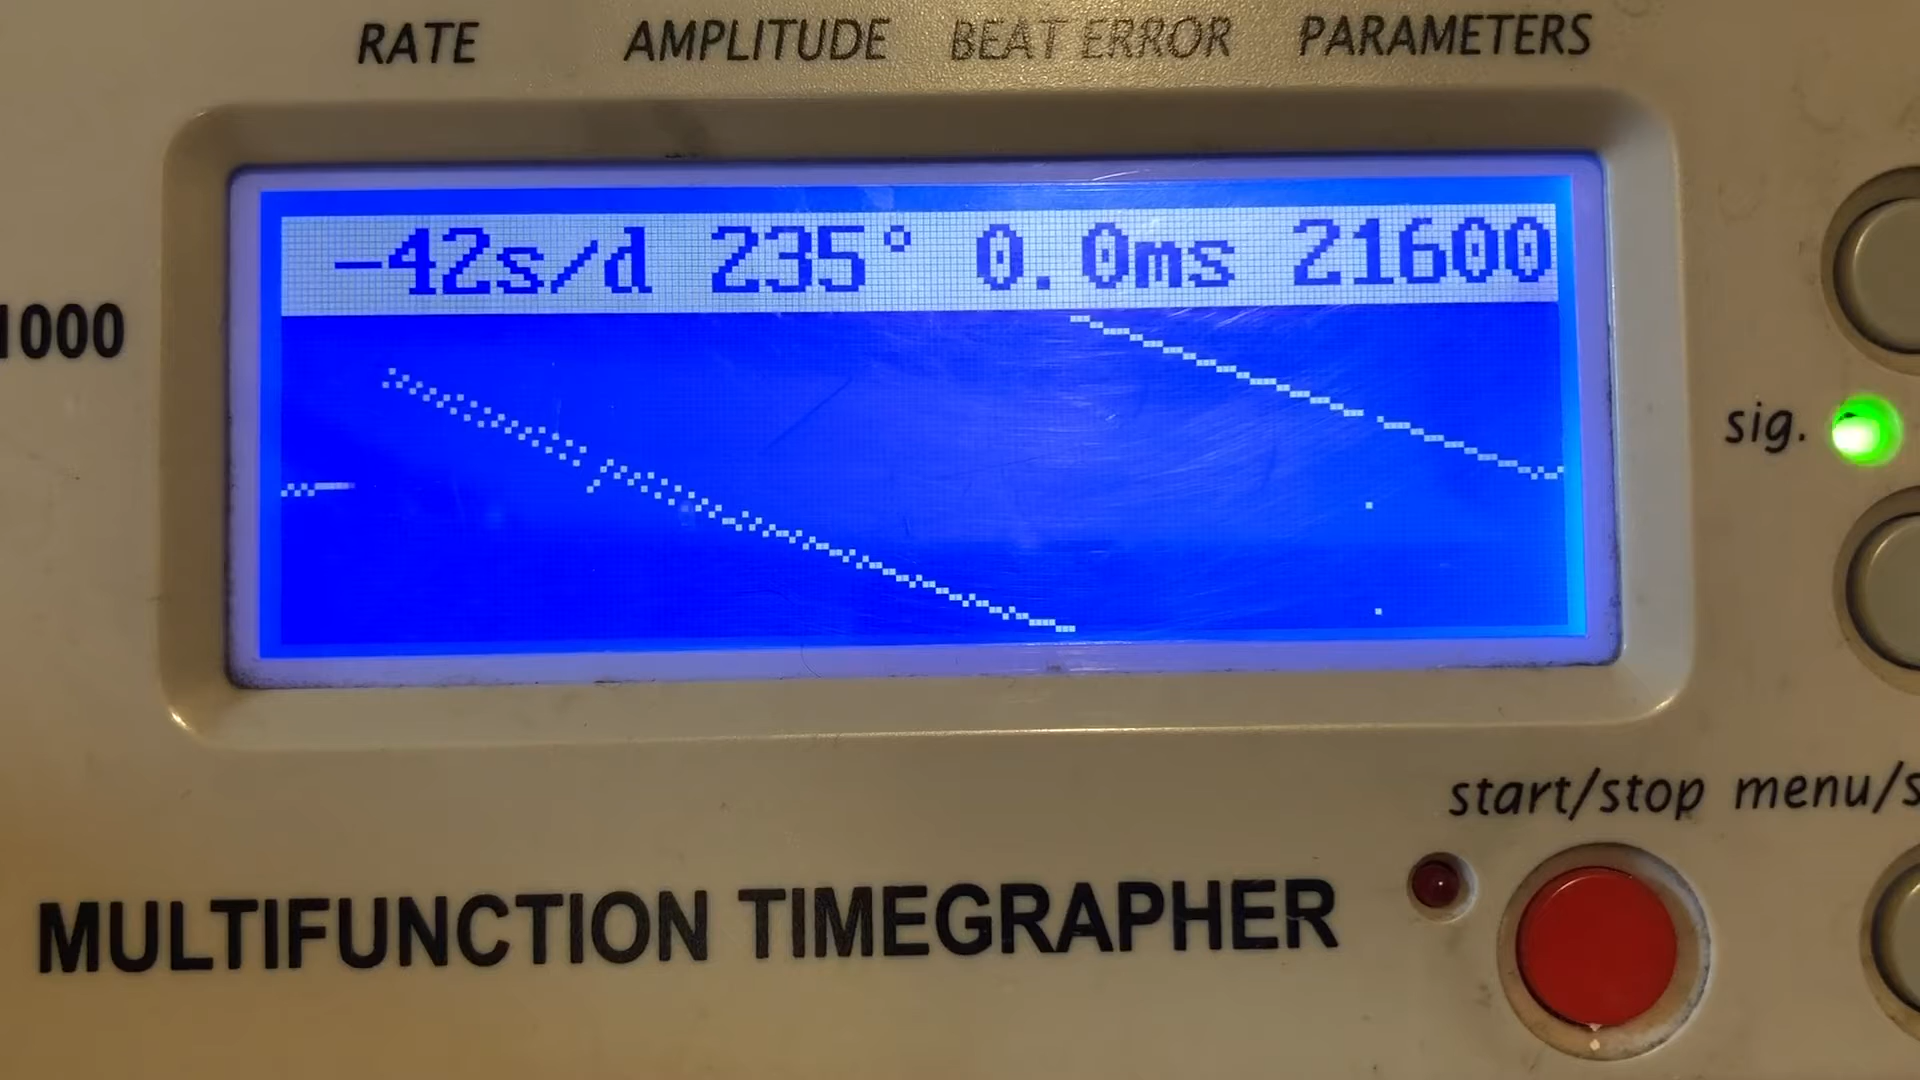 RATE AMPLITUDE BEAT ERROR PARAMETERS
-42s/d 235° 0.0ms 21600
1000
sig.
start/stop menu/s
MULTIFUNCTION TIMEGRAPHER